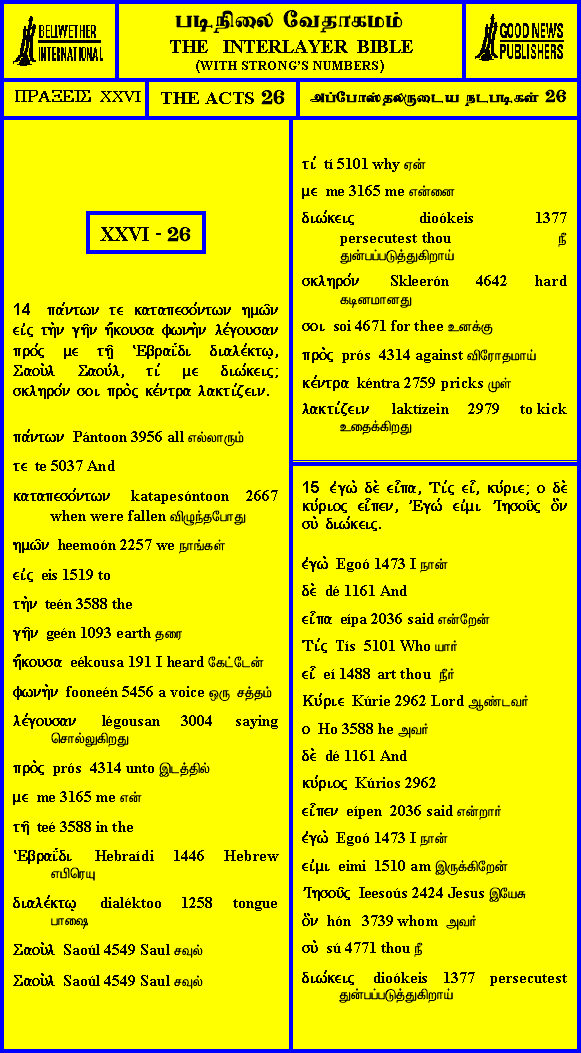 BELLWETHER
INTERNATIONAL
படிநிலை வேதாகமம்
THE INTERLAYER BIBLE
(WITH STRONG'S NUMBERS)
GOOD NEWS
PUBLISHERS
ΠΡΑΞΕΙΣ XXVI
THE ACTS 26
அப்போஸ்தலருடைய நடபடிகள் 26
XXVI - 26
14 πάντων τε καταπεσόντων ημῶν
εἰς τὴν γῆν ἤκουσα φωνὴν λέγουσαν
πρός με τῇ Ἑβραΐδι διαλέκτῳ,
Σαοὺλ Σαούλ, τί με διώκεις;
σκληρόν σοι πρὸς κέντρα λακτίζειν.
πάντων Pántoon 3956 all எல்லாரும்
τε te 5037 And
καταπεσόντων katapesóntoon 2667
when were fallen விழுந்தபோது
ημῶν heemoón 2257 we நாங்கள்
εἰς eis 1519 to
τὴν teén 3588 the
γῆν geén 1093 earth தரை
ἤκουσα eékousa 191 I heard கேட்டேன்
φωνὴν fooneén 5456 a voice ஒரு சத்தம்
λέγουσαν légousan 3004 saying
சொல்லுகிறது
πρὸς prós 4314 unto இடத்தில்
με me 3165 me என்
τῇ teé 3588 in the
Ἑβραΐδι Hebraídi 1446 Hebrew
எபிரெயு
διαλέκτῳ dialéktoo 1258 tongue
பாஷை
Σαοὺλ Saoúl 4549 Saul சவுல்
Σαοὺλ Saoúl 4549 Saul சவுல்
τί tí 5101 why ஏன்
με me 3165 me என்னை
διώκεις dioókeis 1377
persecutest thou நீ
துன்பப்படுத்துகிறாய்
σκληρόν Skleerón 4642 hard
கடினமானது
σοι soi 4671 for thee உனக்கு
πρὸς prós 4314 against விரோதமாய்
κέντρα kéntra 2759 pricks முள்
λακτίζειν laktízein 2979 to kick
உதைக்கிறது
15 ἐγὼ δὲ εἶπα, Τίς εἶ, κύριε; ο δὲ
κύριος εἶπεν, Ἐγώ εἰμι Ἰησοῦς ὃν
σὺ διώκεις.
ἐγὼ Egoó 1473 I நான்
δὲ dé 1161 And
εἶπα eípa 2036 said என்றேன்
Τίς Tís 5101 Who யார்
εἶ eí 1488 art thou நீர்
Κύριε Kúrie 2962 Lord ஆண்டவர்
ο Ho 3588 he அவர்
δὲ dé 1161 And
κύριος Kúrios 2962
εἶπεν eípen 2036 said என்றார்
ἐγὼ Egoó 1473 I நான்
εἰμι eimi 1510 am இருக்கிறேன்
Ἰησοῦς Ieesoús 2424 Jesus இயேசு
ὃν hón 3739 whom அவர்
σὺ sú 4771 thou நீ
διώκεις dioókeis 1377 persecutest
துன்பப்படுத்துகிறாய்